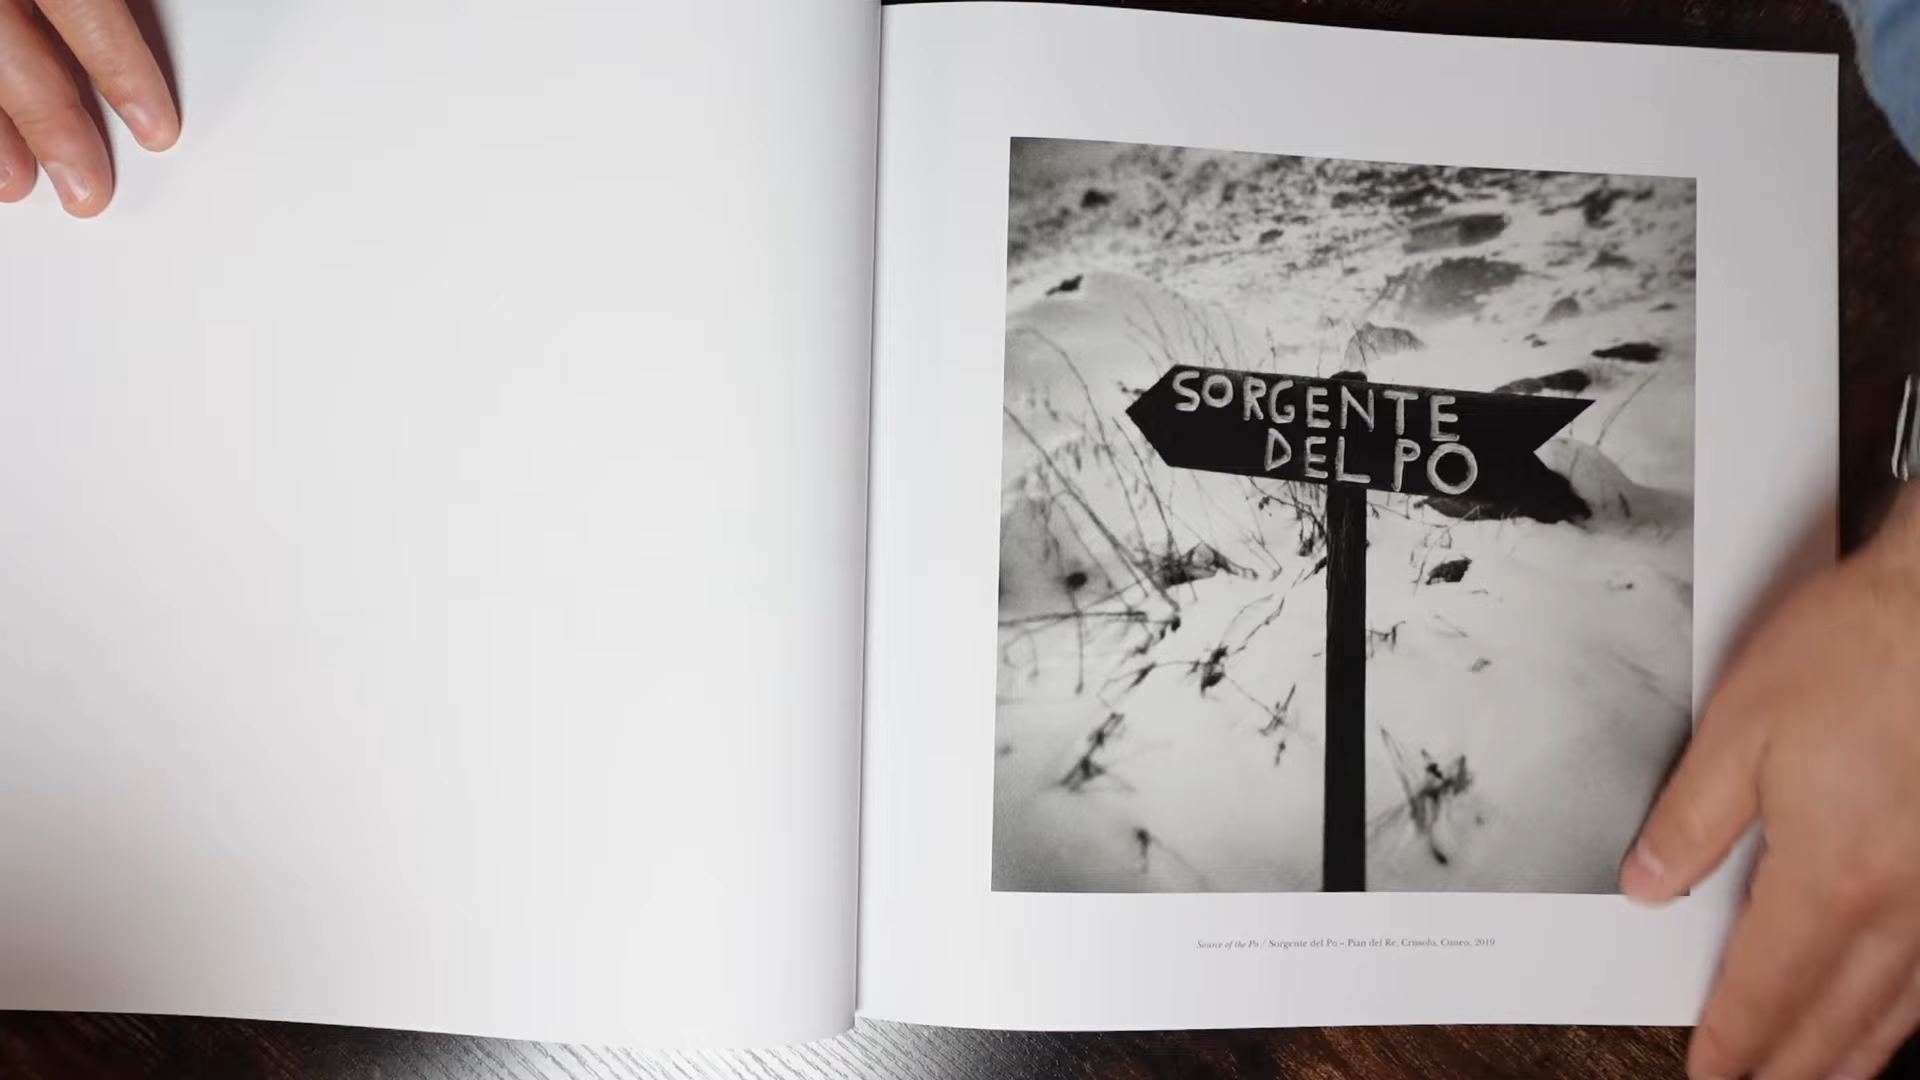 SORGENTE
DEL PO
Source of the Po / Sorgente del Po – Pian del Re, Crissolo, Cuneo, 2019